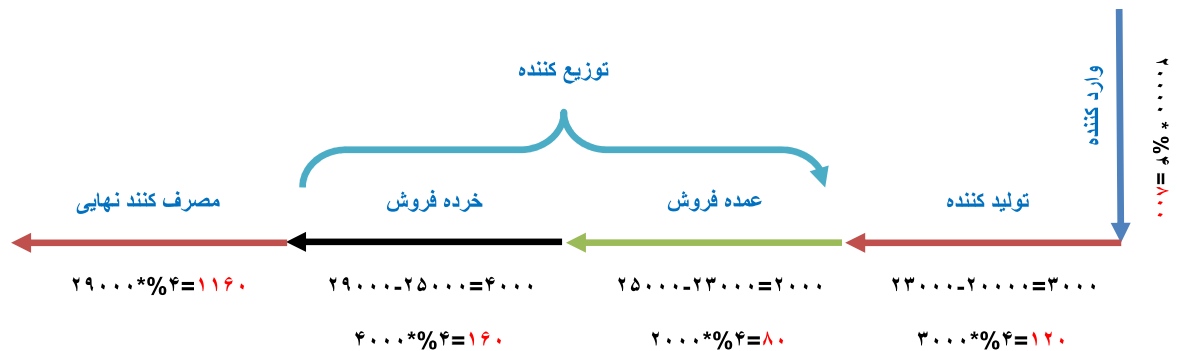 توزیع کننده
وارد کننده
۲۰۰۰۰*%۴=۸۰۰
تولید کننده
عمده فروش
خرده فروش
مصرف کنند نهایی
۲۳۰۰۰-۲۰۰۰۰=۳۰۰۰
۲۵۰۰۰-۲۳۰۰۰=۲۰۰۰
۲۹۰۰۰-۲۵۰۰۰=۴۰۰۰
۲۹۰۰۰*%۴=۱۱۶۰
۳۰۰۰*%۴=۱۲۰
۲۰۰۰*%۴=۸۰
۴۰۰۰*%۴=۱۶۰